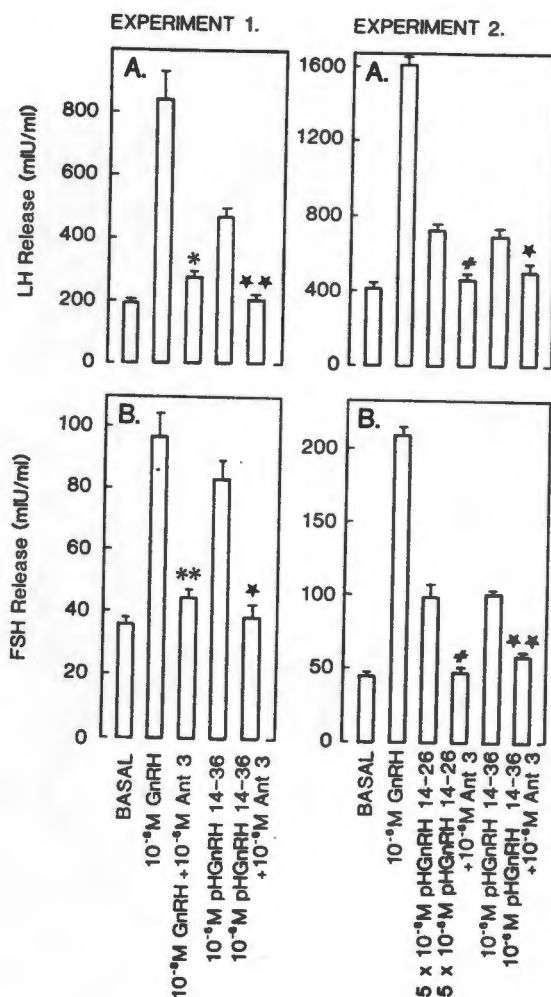 EXPERIMENT 1.
EXPERIMENT 2.
A.
LH Release (mIU/ml)
800
600
400
200
0
*
★★
A.
1600
1200
800
400
0
≠
★
B.
FSH Release (mIU/ml)
100
80
60
40
20
0
**
★
B.
200
150
100
50
0
≠
★★
BASAL
10⁻⁸M GnRH
10⁻⁸M GnRH +10⁻⁶M Ant 3
10⁻⁶M pHGnRH 14-36
10⁻⁶M pHGnRH 14-36
+10⁻⁶M Ant 3
BASAL
10⁻⁸M GnRH
5 x 10⁻⁶M pHGnRH 14-26
5 x 10⁻⁶M pHGnRH 14-26
+10⁻⁶M Ant 3
10⁻⁶M pHGnRH 14-36
10⁻⁶M pHGnRH 14-36
+10⁻⁶M Ant 3